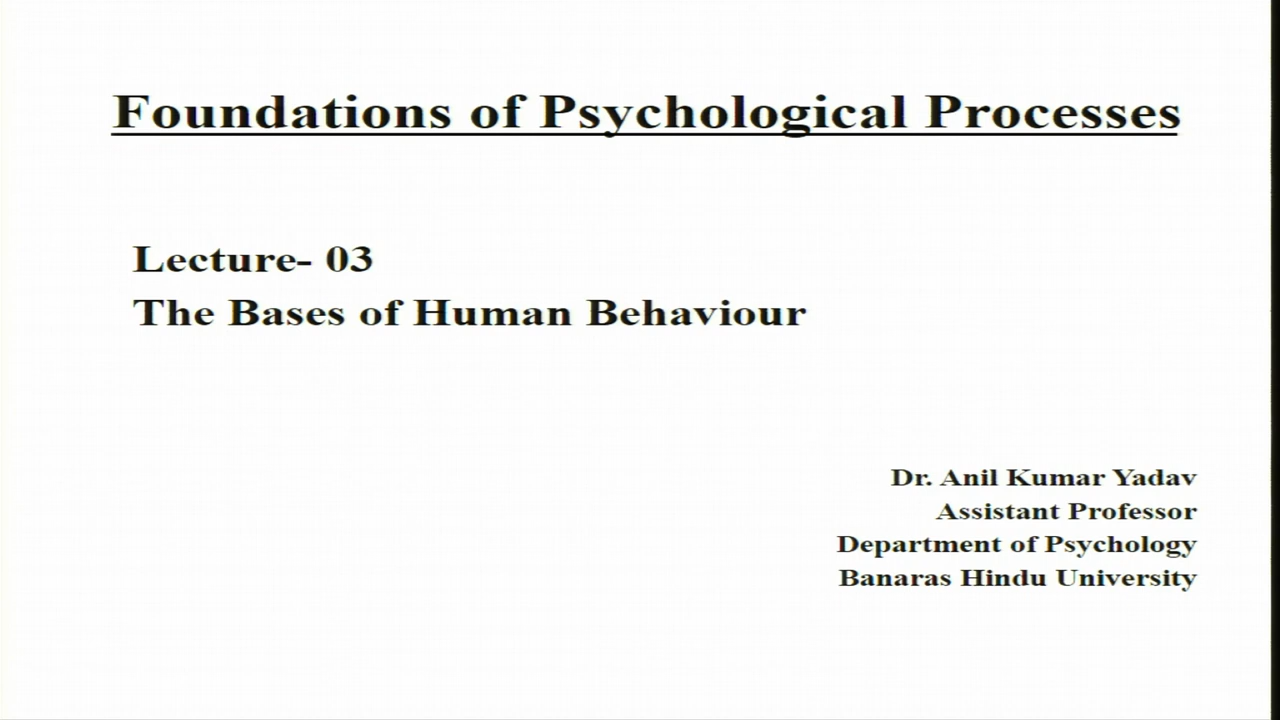 Foundations of Psychological Processes
Lecture- 03
The Bases of Human Behaviour
Dr. Anil Kumar Yadav
Assistant Professor
Department of Psychology
Banaras Hindu University